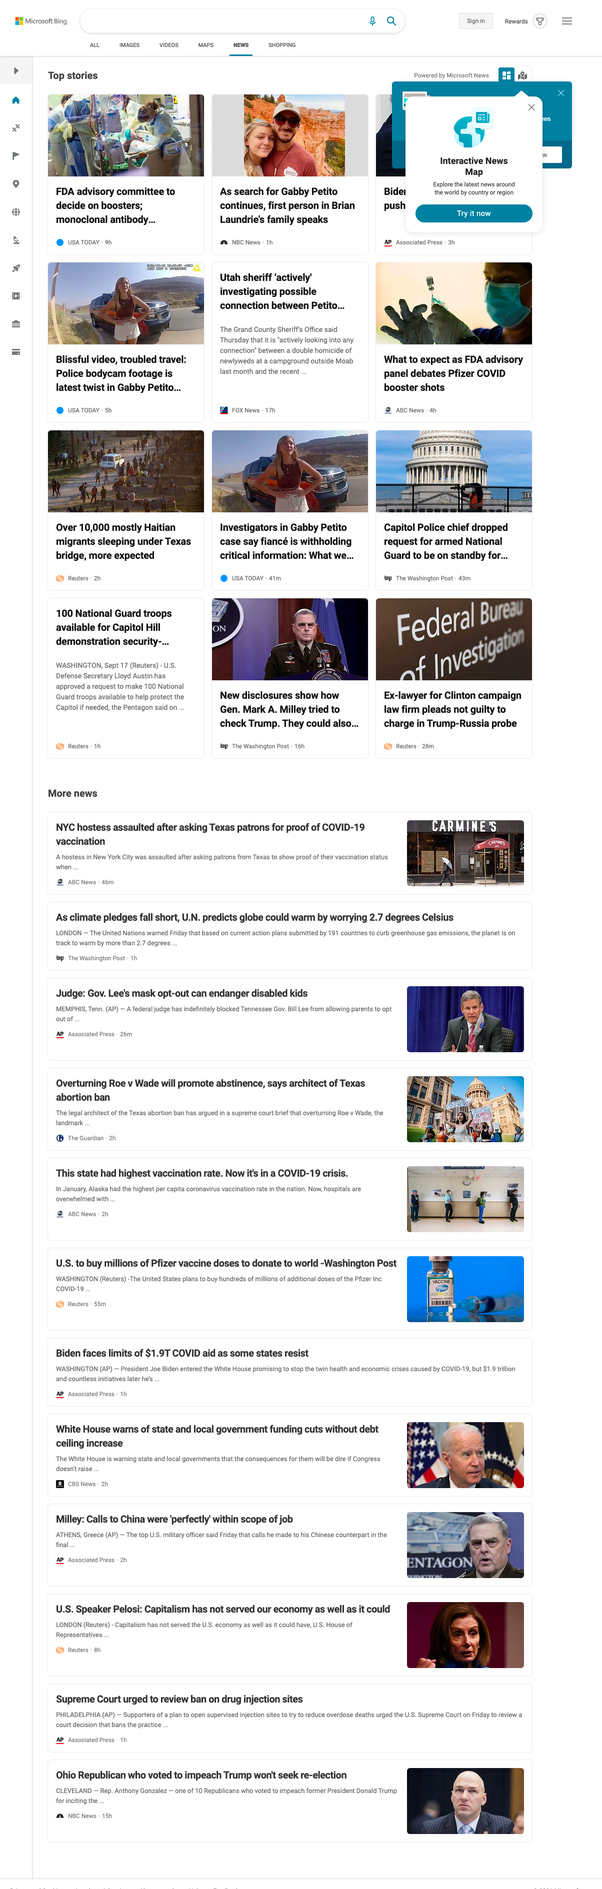 Microsoft Bing
Sign in
Rewards
ALL
IMAGES
VIDEOS
MAPS
NEWS
SHOPPING
Top stories
Powered by Microsoft News
Interactive News
Map
Explore the latest news around
the world by country or region
Try it now
FDA advisory committee to
decide on boosters;
monoclonal antibody...
USA TODAY · 9h
As search for Gabby Petito
continues, first person in Brian
Laundrie's family speaks
NBC News · 1h
Biden
push
AP Associated Press · 3h
Blissful video, troubled travel:
Police bodycam footage is
latest twist in Gabby Petito...
USA TODAY · 5h
Utah sheriff 'actively'
investigating possible
connection between Petito...
The Grand County Sheriff's Office said
Thursday that it is "actively looking into any
connection" between a double homicide of
newlyweds at a campground outside Moab
last month and the recent ...
FOX News · 17h
What to expect as FDA advisory
panel debates Pfizer COVID
booster shots
ABC News · 4h
Over 10,000 mostly Haitian
migrants sleeping under Texas
bridge, more expected
Reuters · 2h
Investigators in Gabby Petito
case say fiancé is withholding
critical information: What we...
USA TODAY · 41m
Capitol Police chief dropped
request for armed National
Guard to be on standby for...
wp The Washington Post · 43m
100 National Guard troops
available for Capitol Hill
demonstration security-...
WASHINGTON, Sept 17 (Reuters) - U.S.
Defense Secretary Lloyd Austin has
approved a request to make 100 National
Guard troops available to help protect the
Capitol if needed, the Pentagon said on ...
Reuters · 1h
ON
New disclosures show how
Gen. Mark A. Milley tried to
check Trump. They could also...
wp The Washington Post · 16h
Federal Bureau
of Investigation
Ex-lawyer for Clinton campaign
law firm pleads not guilty to
charge in Trump-Russia probe
Reuters · 28m
More news
NYC hostess assaulted after asking Texas patrons for proof of COVID-19
vaccination
A hostess in New York City was assaulted after asking patrons from Texas to show proof of their vaccination status
when ...
ABC News · 46m
CARMINE'S
As climate pledges fall short, U.N. predicts globe could warm by worrying 2.7 degrees Celsius
LONDON — The United Nations warned Friday that based on current action plans submitted by 191 countries to curb greenhouse gas emissions, the planet is on
track to warm by more than 2.7 degrees ...
wp The Washington Post · 1h
Judge: Gov. Lee's mask opt-out can endanger disabled kids
MEMPHIS, Tenn. (AP) — A federal judge has indefinitely blocked Tennessee Gov. Bill Lee from allowing parents to opt
out of ...
AP Associated Press · 26m
Overturning Roe v Wade will promote abstinence, says architect of Texas
abortion ban
The legal architect of the Texas abortion ban has argued in a supreme court brief that overturning Roe v Wade, the
landmark ...
The Guardian · 2h
This state had highest vaccination rate. Now it's in a COVID-19 crisis.
In January, Alaska had the highest per capita coronavirus vaccination rate in the nation. Now, hospitals are
overwhelmed with ...
ABC News · 2h
U.S. to buy millions of Pfizer vaccine doses to donate to world -Washington Post
WASHINGTON (Reuters) -The United States plans to buy hundreds of millions of additional doses of the Pfizer Inc
COVID-19 ...
Reuters · 55m
VACCINE
Biden faces limits of $1.9T COVID aid as some states resist
WASHINGTON (AP) — President Joe Biden entered the White House promising to stop the twin health and economic crises caused by COVID-19, but $1.9 trillion
and countless initiatives later he's ...
AP Associated Press · 1h
White House warns of state and local government funding cuts without debt
ceiling increase
The White House is warning state and local governments that the consequences for them will be dire if Congress
doesn't raise ...
CBS News · 2h
Milley: Calls to China were 'perfectly' within scope of job
ATHENS, Greece (AP) — The top U.S. military officer said Friday that calls he made to his Chinese counterpart in the
final ...
AP Associated Press · 2h
ENTAGON
U.S. Speaker Pelosi: Capitalism has not served our economy as well as it could
LONDON (Reuters) - Capitalism has not served the U.S. economy as well as it could have, U.S. House of
Representatives ...
Reuters · 8h
Supreme Court urged to review ban on drug injection sites
PHILADELPHIA (AP) — Supporters of a plan to open supervised injection sites to try to reduce overdose deaths urged the U.S. Supreme Court on Friday to review a
court decision that bans the practice ...
AP Associated Press · 1h
Ohio Republican who voted to impeach Trump won't seek re-election
CLEVELAND — Rep. Anthony Gonzalez — one of 10 Republicans who voted to impeach former President Donald Trump
for inciting the ...
NBC News · 15h